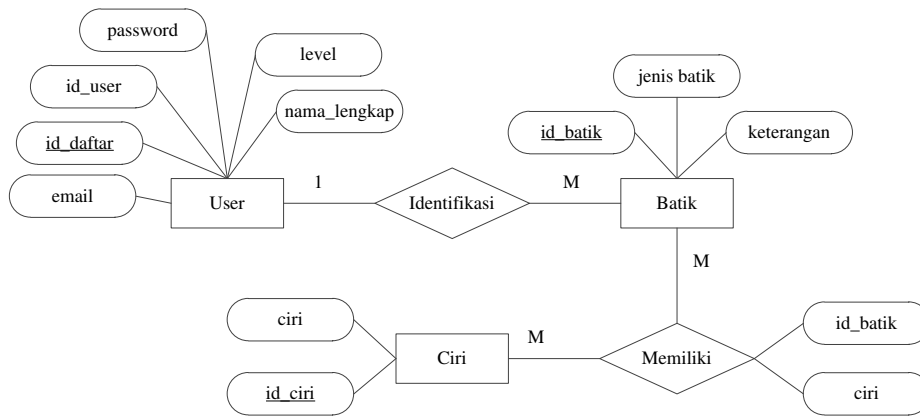 password
level
jenis batik
id_user
nama_lengkap
id_daftar
id_batik
keterangan
email
User
1
Identifikasi
M
Batik
M
ciri
id_batik
Ciri
M
Memiliki
id_ciri
ciri